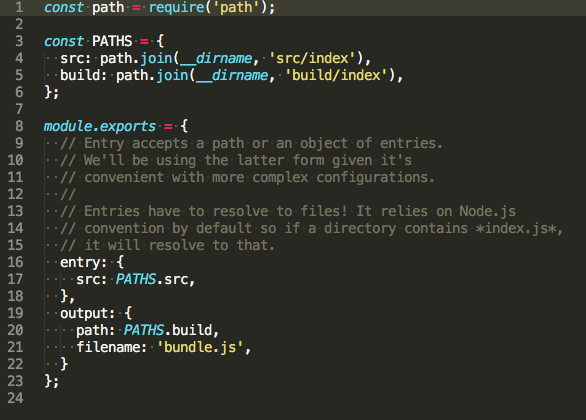 1 const path = require('path');
2
3 const PATHS = {
4 src: path.join(__dirname, 'src/index'),
5 build: path.join(__dirname, 'build/index'),
6 };
7
8 module.exports = {
9 // Entry accepts a path or an object of entries.
10 // We'll be using the latter form given it's
11 // convenient with more complex configurations.
12 //
13 // Entries have to resolve to files! It relies on Node.js
14 // convention by default so if a directory contains *index.js*,
15 // it will resolve to that.
16 entry: {
17 src: PATHS.src,
18 },
19 output: {
20 path: PATHS.build,
21 filename: 'bundle.js',
22 }
23 };
24